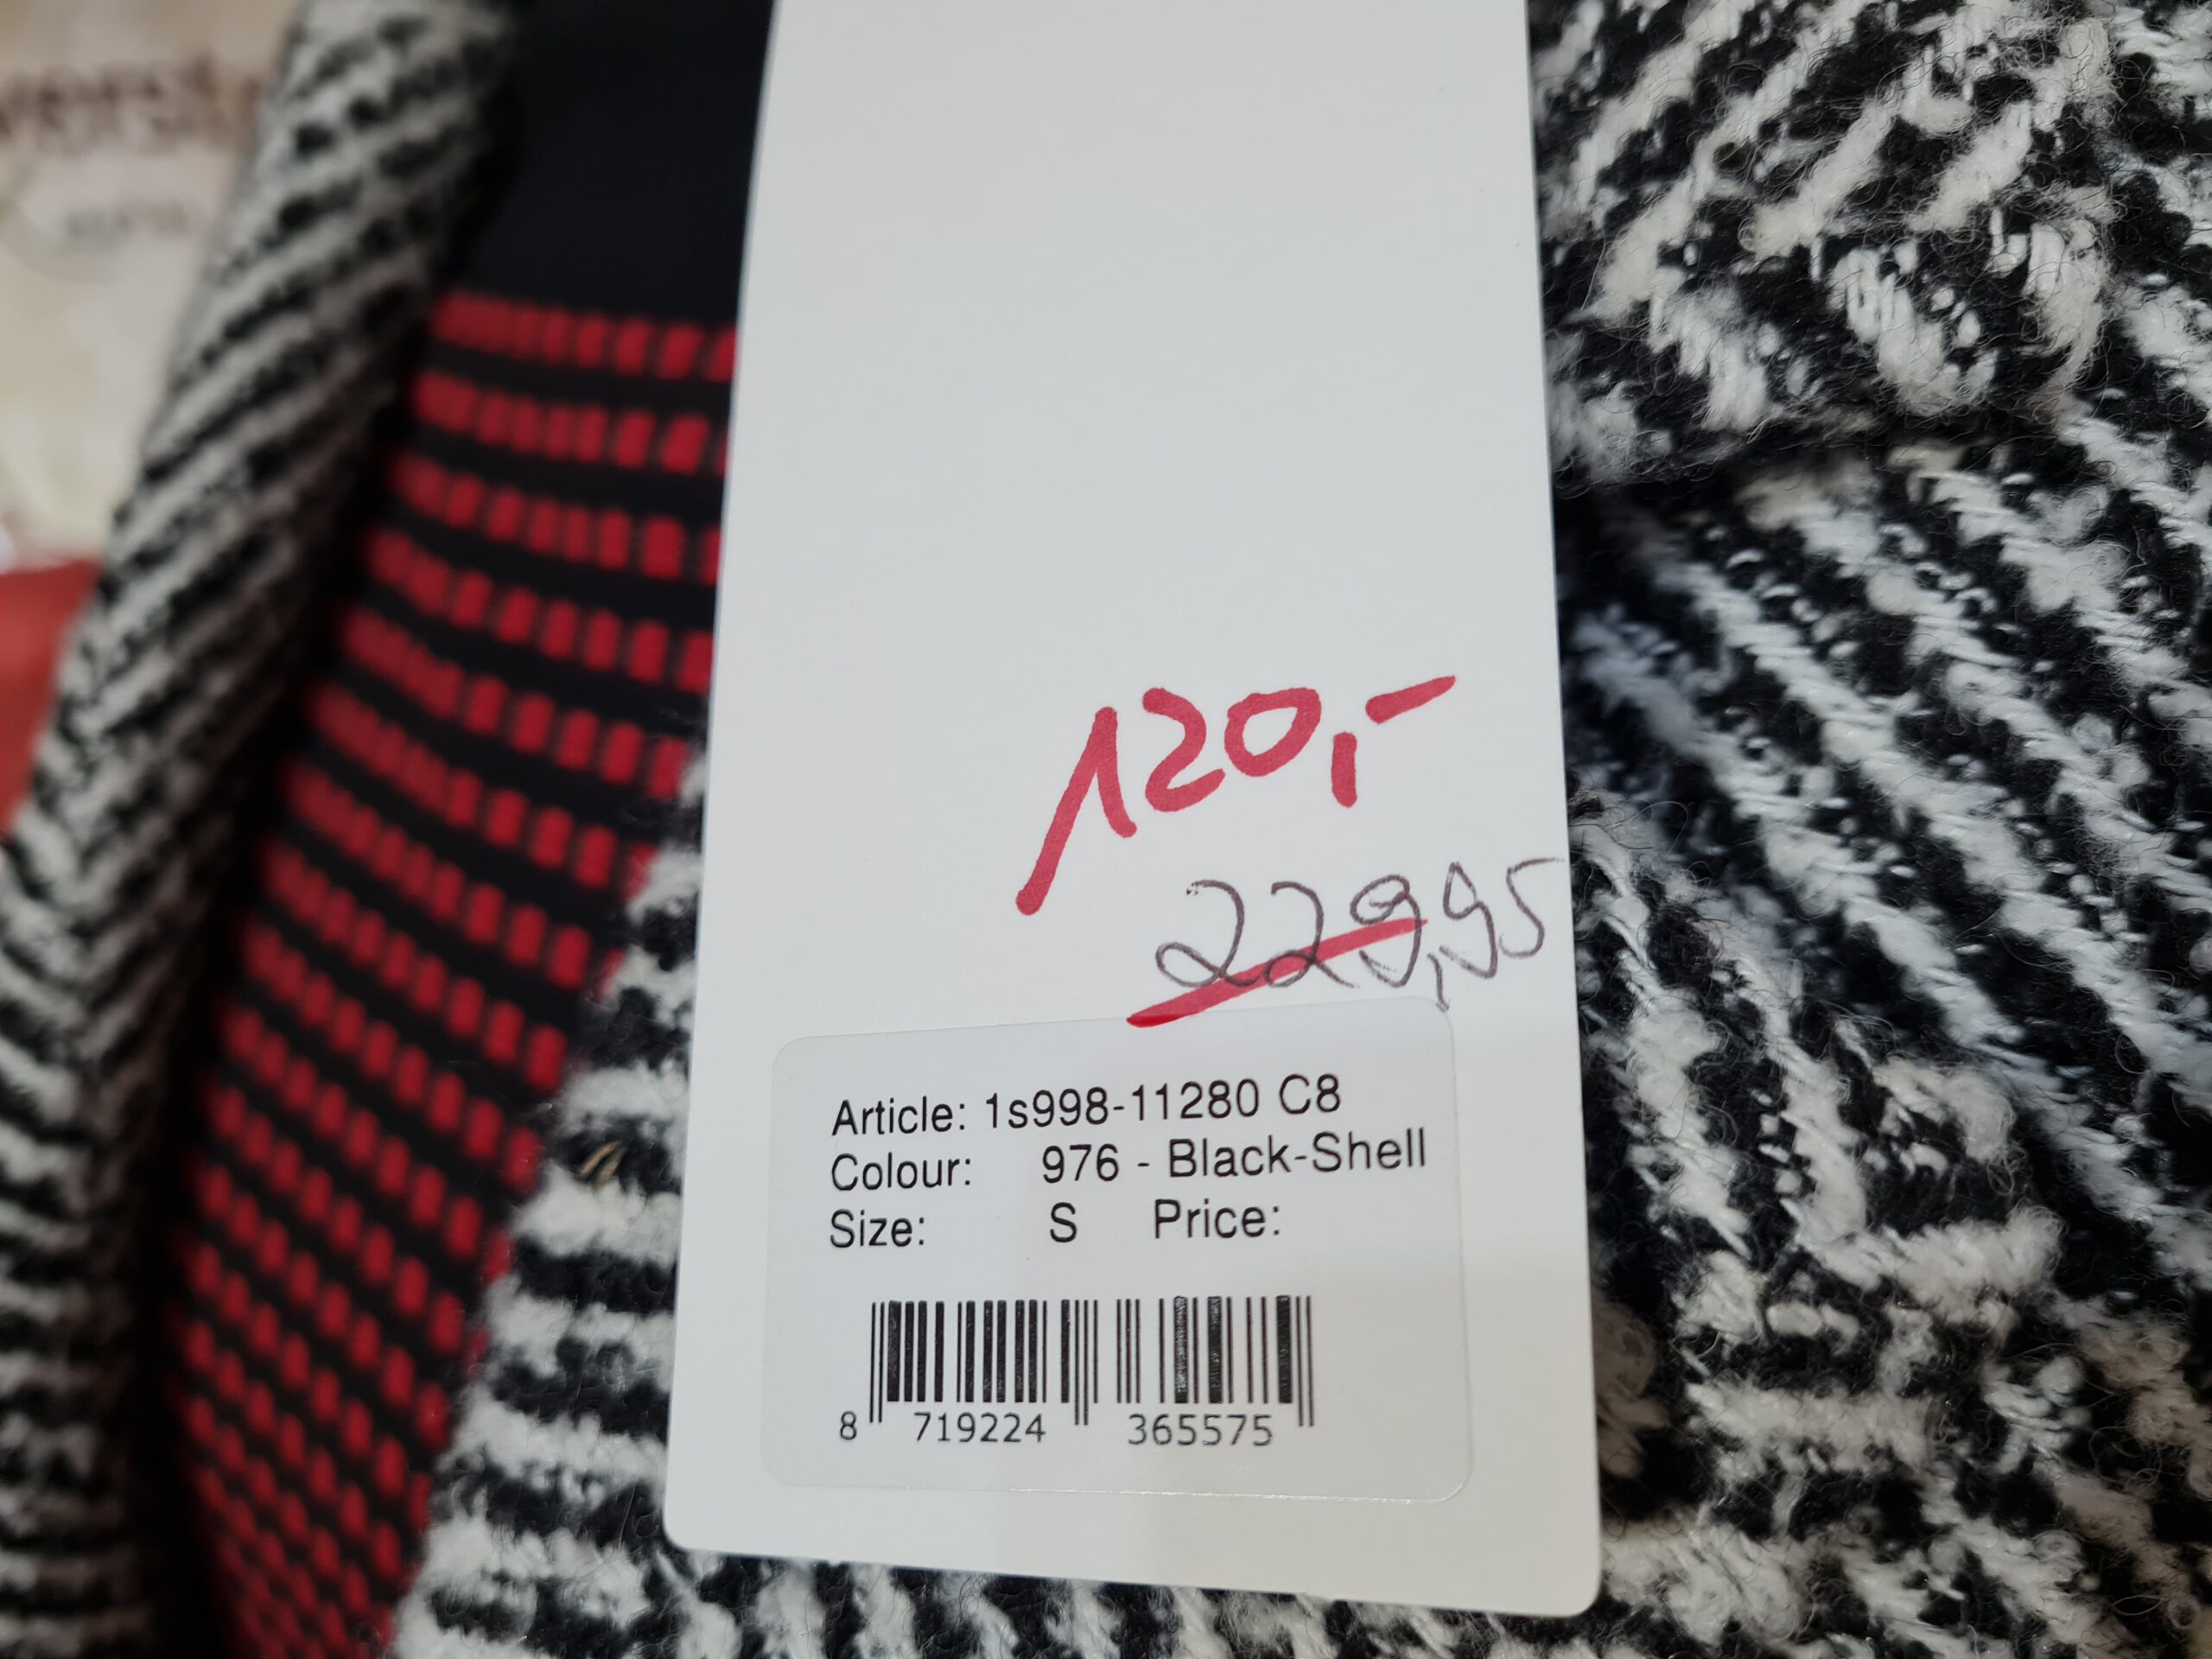 120,-
229,95
Article: 1s998-11280 C8
Colour: 976 - Black-Shell
Size: S Price:
8 719224 365575